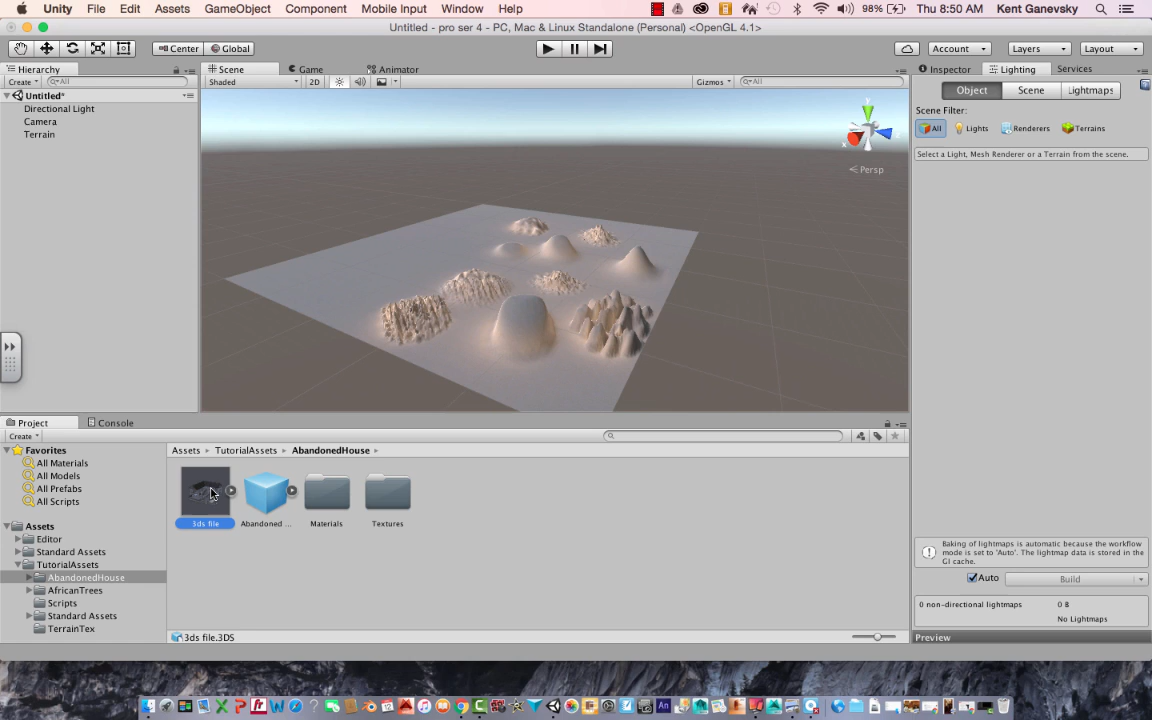 Unity File Edit Assets GameObject Component Mobile Input Window Help 98% Thu 8:50 AM Kent Ganevsky
Untitled - pro ser 4 - PC, Mac & Linux Standalone (Personal) <OpenGL 4.1>
Center Global Account Layers Layout
Hierarchy Scene Game Animator Inspector Lighting Services
Create All Shaded 2D Gizmos All
Object Scene Lightmaps
Untitled*
Directional Light
Camera
Terrain
y
x
Persp
Scene Filter:
All Lights Renderers Terrains
Select a Light, Mesh Renderer or a Terrain from the scene.
Project Console
Create
Favorites
All Materials
All Models
All Prefabs
All Scripts
Assets
Editor
Standard Assets
TutorialAssets
AbandonedHouse
AfricanTrees
Scripts
Standard Assets
TerrainTex
Assets TutorialAssets AbandonedHouse
3ds file Abandoned ... Materials Textures
3ds file.3DS
Baking of lightmaps is automatic because the workflow
mode is set to 'Auto'. The lightmap data is stored in the
GI cache.
Auto Build
0 non-directional lightmaps 0 B
No Lightmaps
Preview